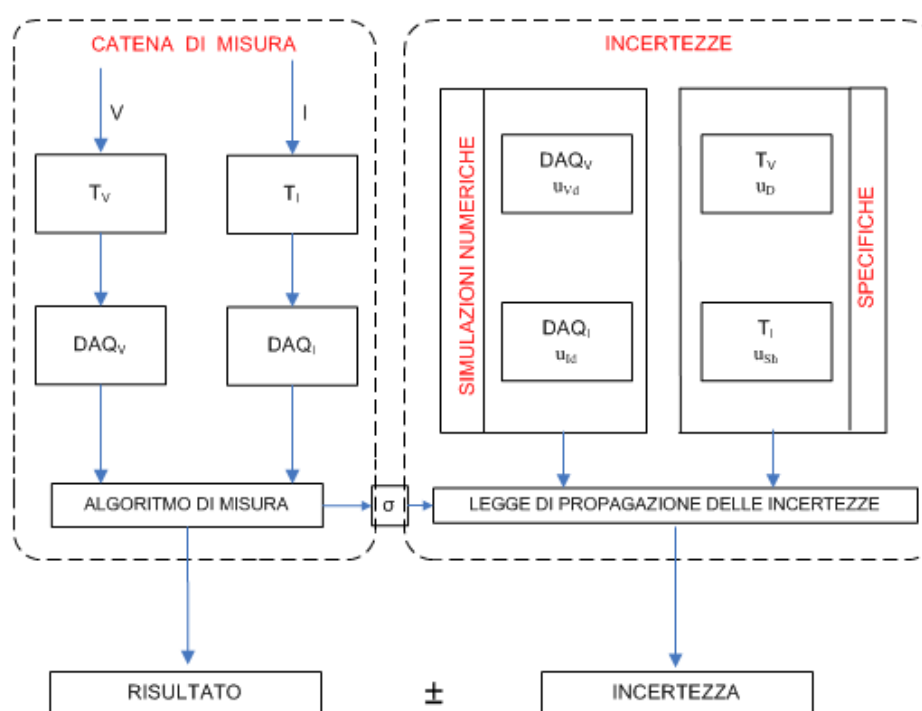 CATENA DI MISURA
V
I
T_V
T_I
DAQ_V
DAQ_I
ALGORITMO DI MISURA
σ
RISULTATO
±
INCERTEZZE
SIMULAZIONI NUMERICHE
DAQ_V
u_Vd
DAQ_I
u_Id
T_V
u_D
T_I
u_Sh
SPECIFICHE
LEGGE DI PROPAGAZIONE DELLE INCERTEZZE
INCERTEZZA